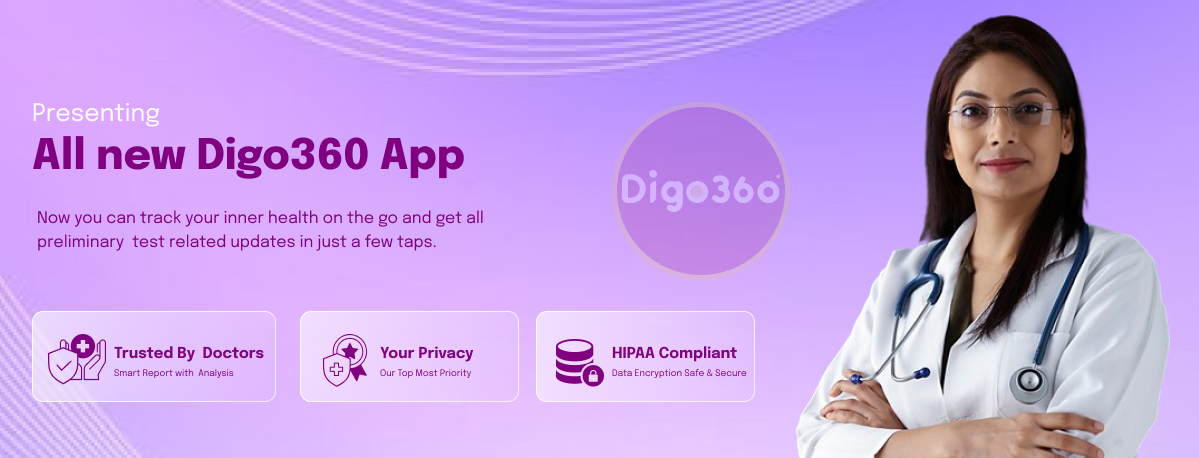 Presenting
All new Digo360 App
Now you can track your inner health on the go and get all
preliminary  test related updates in just a few taps.
Digo360
Trusted By  Doctors
Smart Report with  Analysis
Your Privacy
Our Top Most Priority
HIPAA Compliant
Data Encryption Safe & Secure